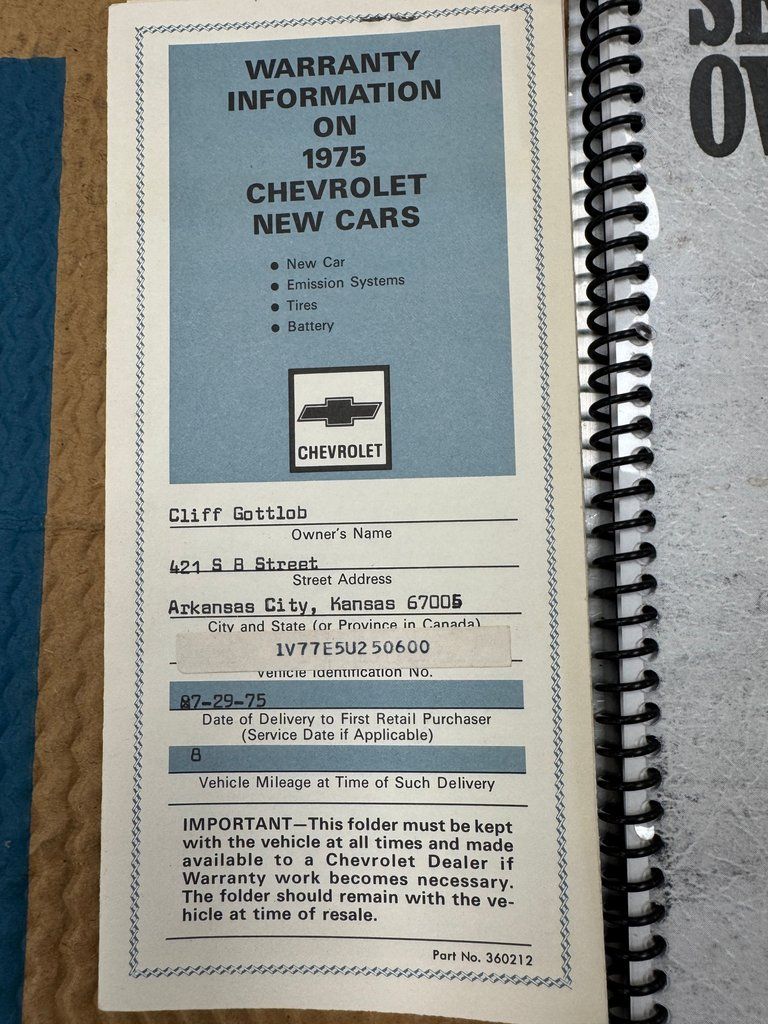 WARRANTY
INFORMATION
ON
1975
CHEVROLET
NEW CARS
● New Car
● Emission Systems
● Tires
● Battery
CHEVROLET
Cliff Gottlob
Owner's Name
421 S B Street
Street Address
Arkansas City, Kansas 67005
City and State (or Province in Canada)
1V77E5U250600
Vehicle Identification No.
87-29-75
Date of Delivery to First Retail Purchaser
(Service Date if Applicable)
8
Vehicle Mileage at Time of Such Delivery
IMPORTANT—This folder must be kept
with the vehicle at all times and made
available to a Chevrolet Dealer if
Warranty work becomes necessary.
The folder should remain with the ve-
hicle at time of resale.
Part No. 360212